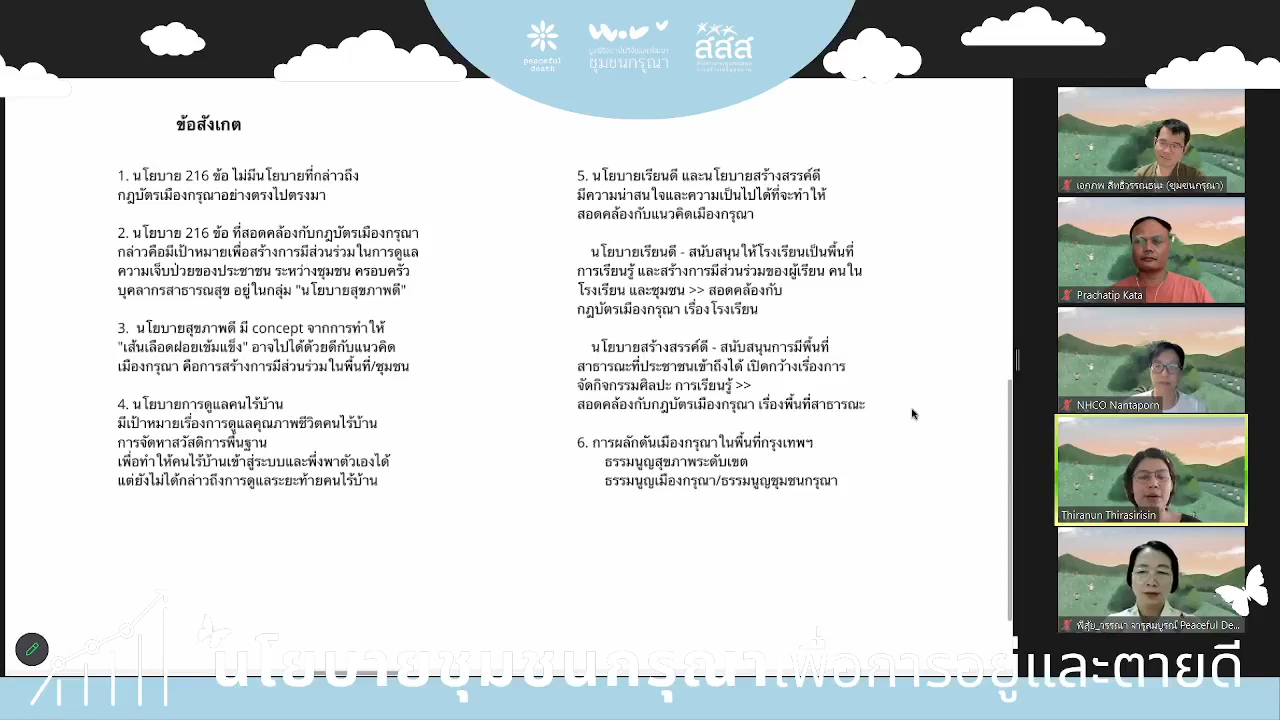 peaceful
death
ชุมชนกรุณา
สสส
ข้อสังเกต
1. นโยบาย 216 ข้อ ไม่มีนโยบายที่กล่าวถึง
กฎบัตรเมืองกรุณาอย่างตรงไปตรงมา
2. นโยบาย 216 ข้อ ที่สอดคล้องกับกฎบัตรเมืองกรุณา
กล่าวคือมีเป้าหมายเพื่อสร้างการมีส่วนร่วมในการดูแล
ความเจ็บป่วยของประชาชน ระหว่างชุมชน ครอบครัว
บุคลากรสาธารณสุข อยู่ในกลุ่ม "นโยบายสุขภาพดี"
3. นโยบายสุขภาพดี มี concept จากการทำให้
"เส้นเลือดฝอยเข้มแข็ง" อาจไปได้ด้วยดีกับแนวคิด
เมืองกรุณา คือการสร้างการมีส่วนร่วมในพื้นที่/ชุมชน
4. นโยบายการดูแลคนไร้บ้าน
มีเป้าหมายเรื่องการดูแลคุณภาพชีวิตคนไร้บ้าน
การจัดหาสวัสดิการพื้นฐาน
เพื่อทำให้คนไร้บ้านเข้าสู่ระบบและพึ่งพาตัวเองได้
แต่ยังไม่ได้กล่าวถึงการดูแลระยะท้ายคนไร้บ้าน
5. นโยบายเรียนดี และนโยบายสร้างสรรค์ดี
มีความน่าสนใจและความเป็นไปได้ที่จะทำให้
สอดคล้องกับแนวคิดเมืองกรุณา
นโยบายเรียนดี - สนับสนุนให้โรงเรียนเป็นพื้นที่
การเรียนรู้ และสร้างการมีส่วนร่วมของผู้เรียน คนใน
โรงเรียน และชุมชน >> สอดคล้องกับ
กฎบัตรเมืองกรุณา เรื่องโรงเรียน
นโยบายสร้างสรรค์ดี - สนับสนุนการมีพื้นที่
สาธารณะที่ประชาชนเข้าถึงได้ เปิดกว้างเรื่องการ
จัดกิจกรรมศิลปะ การเรียนรู้ >>
สอดคล้องกับกฎบัตรเมืองกรุณา เรื่องพื้นที่สาธารณะ
6. การผลักดันเมืองกรุณาในพื้นที่กรุงเทพฯ
ธรรมนูญสุขภาพระดับเขต
ธรรมนูญเมืองกรุณา/ธรรมนูญชุมชนกรุณา
เอกภพ สิทธิวรรณธนะ (ชุมชนกรุณา)
Prachatip Kata
NHCO Nantaporn
Thiranun Thirasirisin
พี่สุ้ย_วรรณา จารุสมบูรณ์ Peaceful De...
นโยบายชุมชนกรุณาเพื่อการอยู่และตายดี